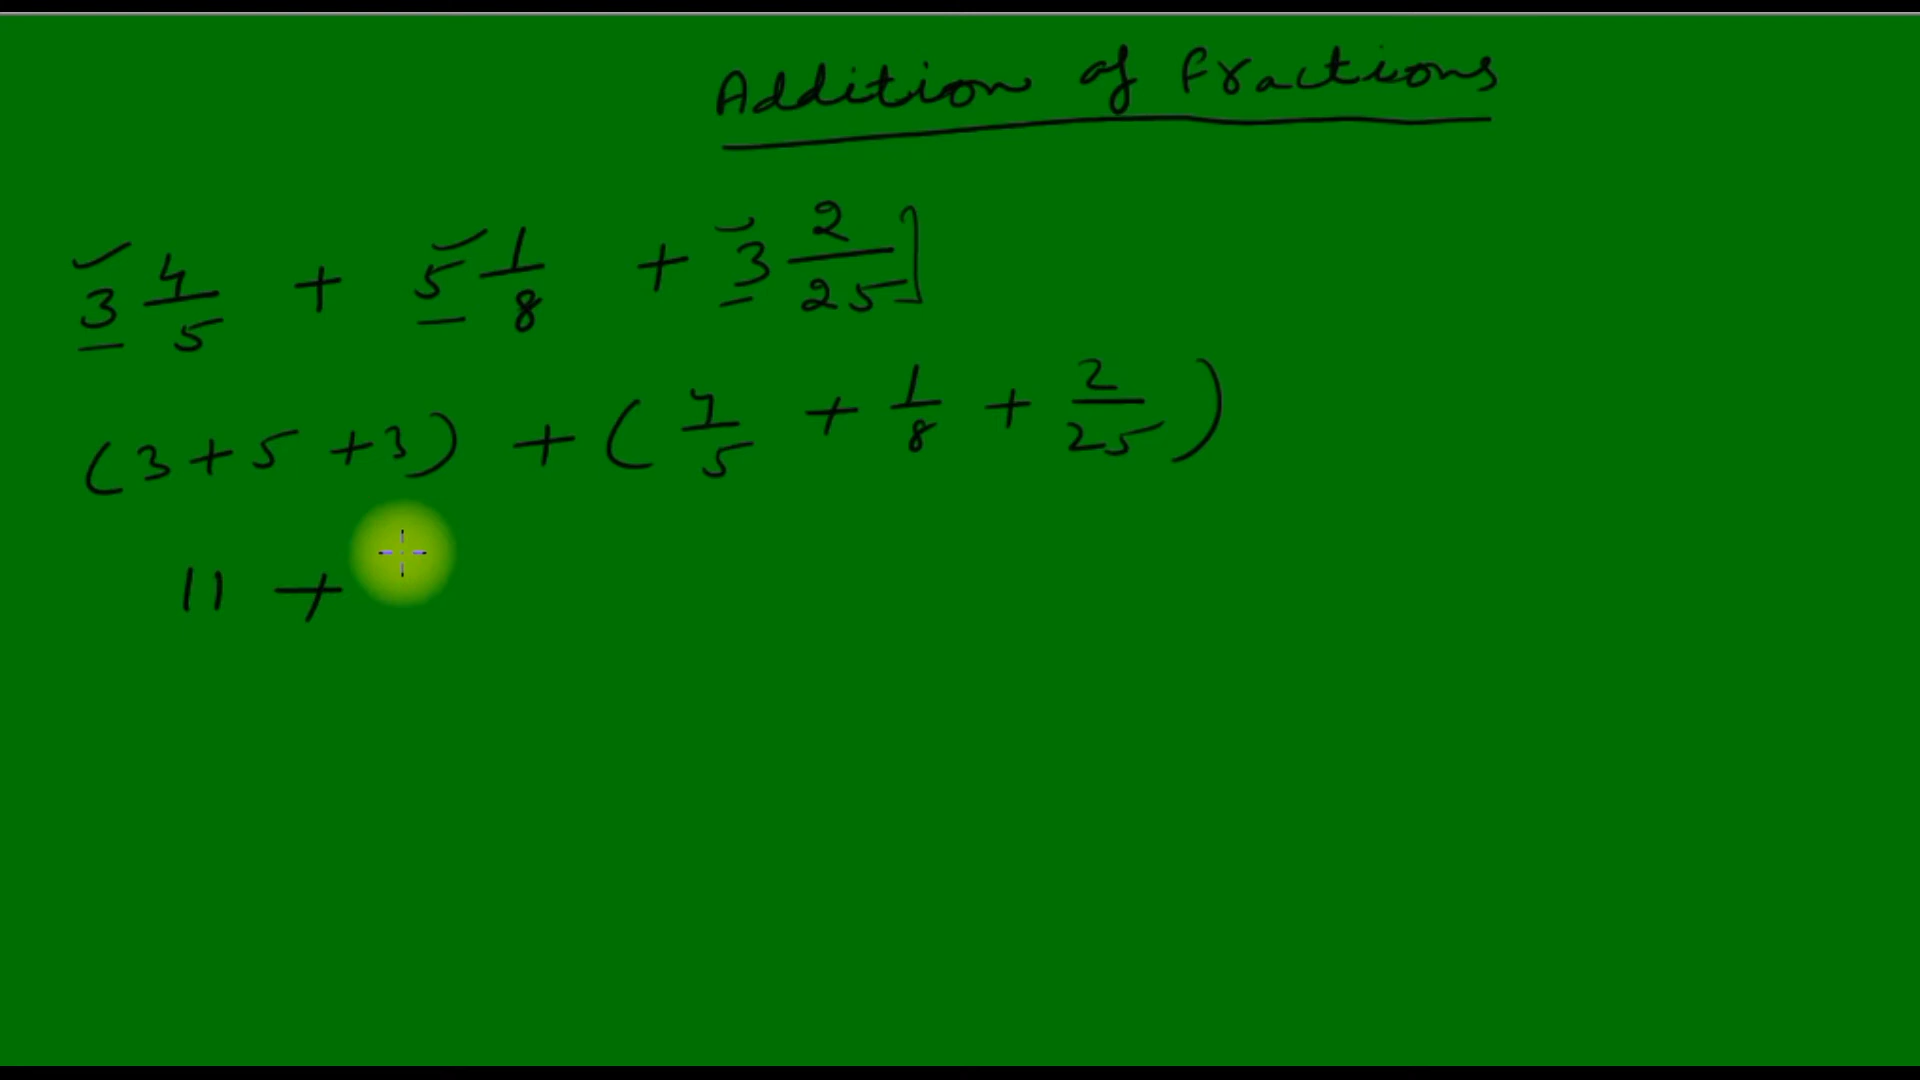 Addition of Fractions
3 4/5 + 5 1/8 + 3 2/25]
(3+5+3) + (4/5 + 1/8 + 2/25)
11 +